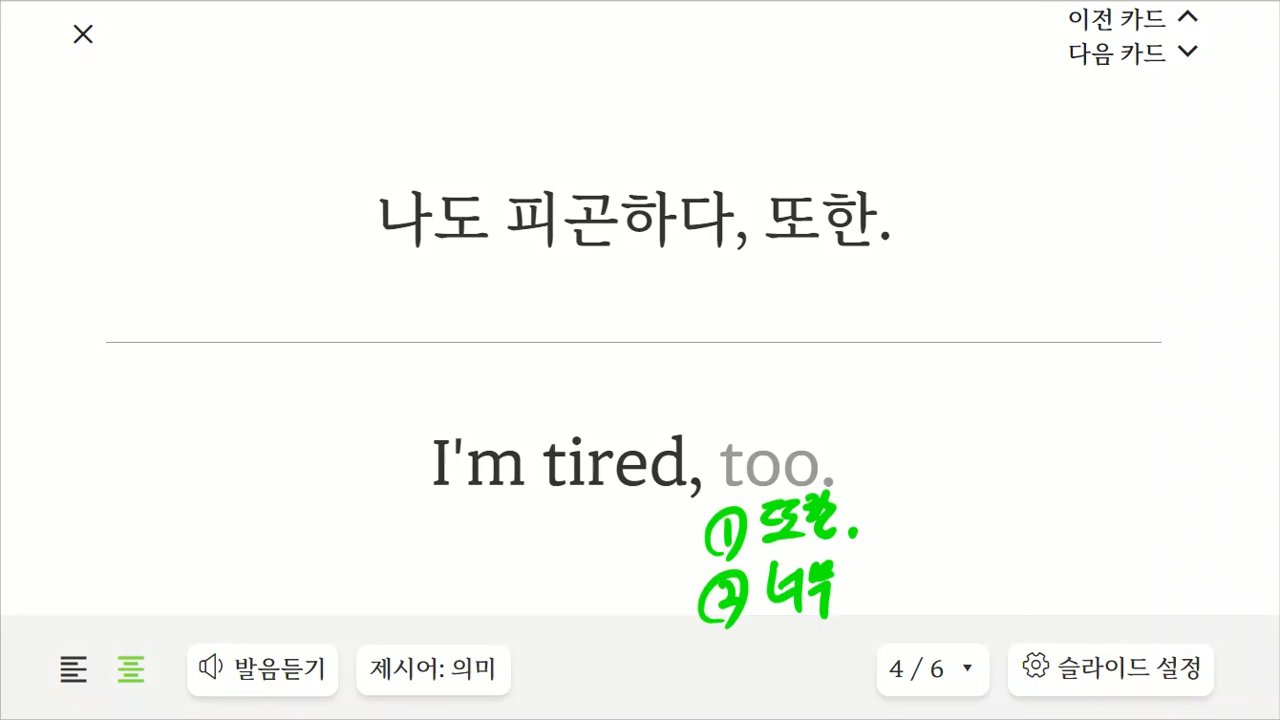 이전 카드
다음 카드
나도 피곤하다, 또한.
I'm tired, too.
① 또한.
② 너무
발음듣기
제시어: 의미
4 / 6
슬라이드 설정